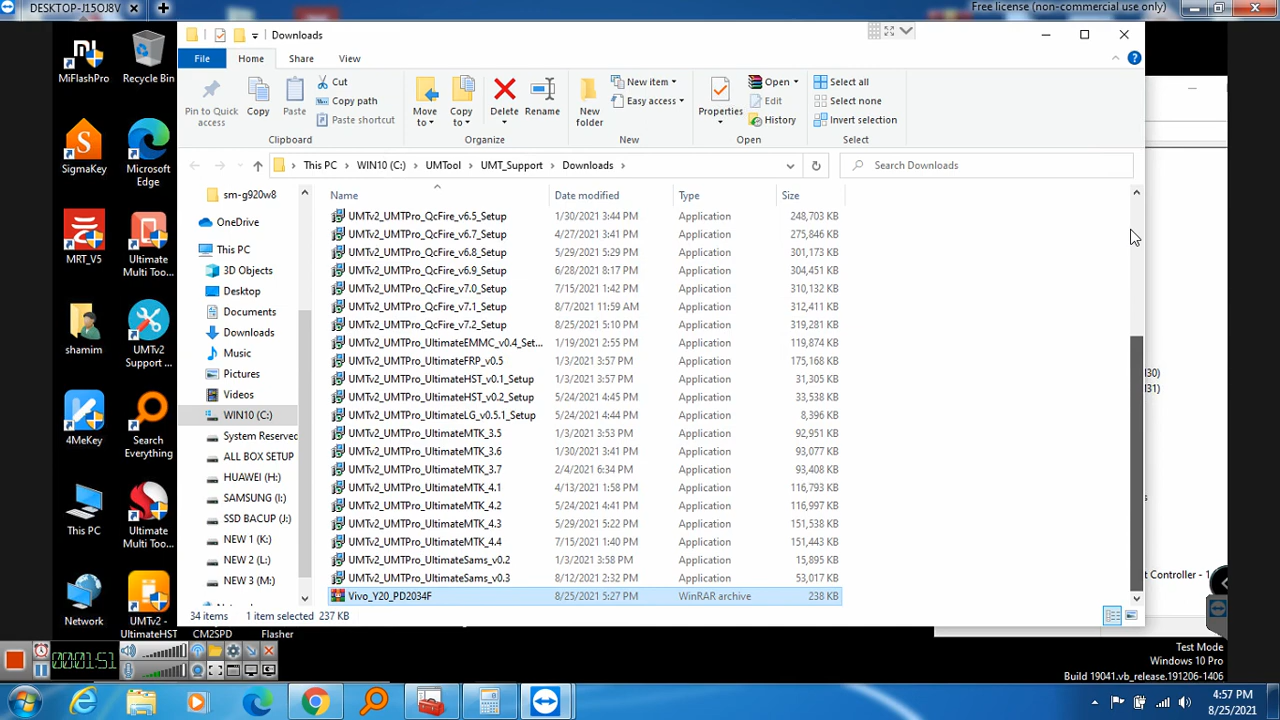 DESKTOP-J15OJ8V
Free license (non-commercial use only)
Downloads
File Home Share View
Pin to Quick access
Copy
Paste
Cut
Copy path
Paste shortcut
Clipboard
Move to
Copy to
Delete
Rename
Organize
New folder
New item
Easy access
New
Properties
Open
Edit
History
Open
Select all
Select none
Invert selection
Select
This PC WIN10 (C:) UMTool UMT_Support Downloads
Search Downloads
Name Date modified Type Size
UMTv2_UMTPro_QcFire_v6.5_Setup 1/30/2021 3:44 PM Application 248,703 KB
UMTv2_UMTPro_QcFire_v6.7_Setup 4/27/2021 3:41 PM Application 275,846 KB
UMTv2_UMTPro_QcFire_v6.8_Setup 5/29/2021 5:29 PM Application 301,173 KB
UMTv2_UMTPro_QcFire_v6.9_Setup 6/28/2021 8:17 PM Application 304,451 KB
UMTv2_UMTPro_QcFire_v7.0_Setup 7/15/2021 1:42 PM Application 310,132 KB
UMTv2_UMTPro_QcFire_v7.1_Setup 8/7/2021 11:59 AM Application 312,411 KB
UMTv2_UMTPro_QcFire_v7.2_Setup 8/25/2021 5:10 PM Application 319,281 KB
UMTv2_UMTPro_UltimateEMMC_v0.4_Set... 1/19/2021 2:55 PM Application 119,874 KB
UMTv2_UMTPro_UltimateFRP_v0.5 1/3/2021 3:57 PM Application 175,168 KB
UMTv2_UMTPro_UltimateHST_v0.1_Setup 1/3/2021 3:57 PM Application 31,305 KB
UMTv2_UMTPro_UltimateHST_v0.2_Setup 5/24/2021 4:45 PM Application 33,538 KB
UMTv2_UMTPro_UltimateLG_v0.5.1_Setup 5/24/2021 4:44 PM Application 8,396 KB
UMTv2_UMTPro_UltimateMTK_3.5 1/3/2021 3:53 PM Application 92,951 KB
UMTv2_UMTPro_UltimateMTK_3.6 1/30/2021 3:41 PM Application 93,077 KB
UMTv2_UMTPro_UltimateMTK_3.7 2/4/2021 6:34 PM Application 93,408 KB
UMTv2_UMTPro_UltimateMTK_4.1 4/13/2021 1:58 PM Application 116,793 KB
UMTv2_UMTPro_UltimateMTK_4.2 5/24/2021 4:41 PM Application 116,997 KB
UMTv2_UMTPro_UltimateMTK_4.3 5/29/2021 5:22 PM Application 151,538 KB
UMTv2_UMTPro_UltimateMTK_4.4 7/15/2021 1:40 PM Application 151,443 KB
UMTv2_UMTPro_UltimateSams_v0.2 1/3/2021 3:58 PM Application 15,895 KB
UMTv2_UMTPro_UltimateSams_v0.3 8/12/2021 2:32 PM Application 53,017 KB
Vivo_Y20_PD2034F 8/25/2021 5:27 PM WinRAR archive 238 KB
34 items 1 item selected 237 KB
sm-g920w8
OneDrive
This PC
3D Objects
Desktop
Documents
Downloads
Music
Pictures
Videos
WIN10 (C:)
System Reserved
ALL BOX SETUP
HUAWEI (H:)
SAMSUNG (I:)
SSD BACUP (J:)
NEW 1 (K:)
NEW 2 (L:)
NEW 3 (M:)
MiFlashPro
Recycle Bin
SigmaKey
Microsoft Edge
MRT_V5
Ultimate Multi Too...
shamim
UMTv2 Support ...
4MeKey
Search Everything
This PC
Ultimate Multi Too...
Network
UMTv2 - UltimateHST
CM2SPD
Flasher
30)
31)
t Controller - 1
00:01:51
Test Mode
Windows 10 Pro
Build 19041.vb_release.191206-1406
4:57 PM
8/25/2021